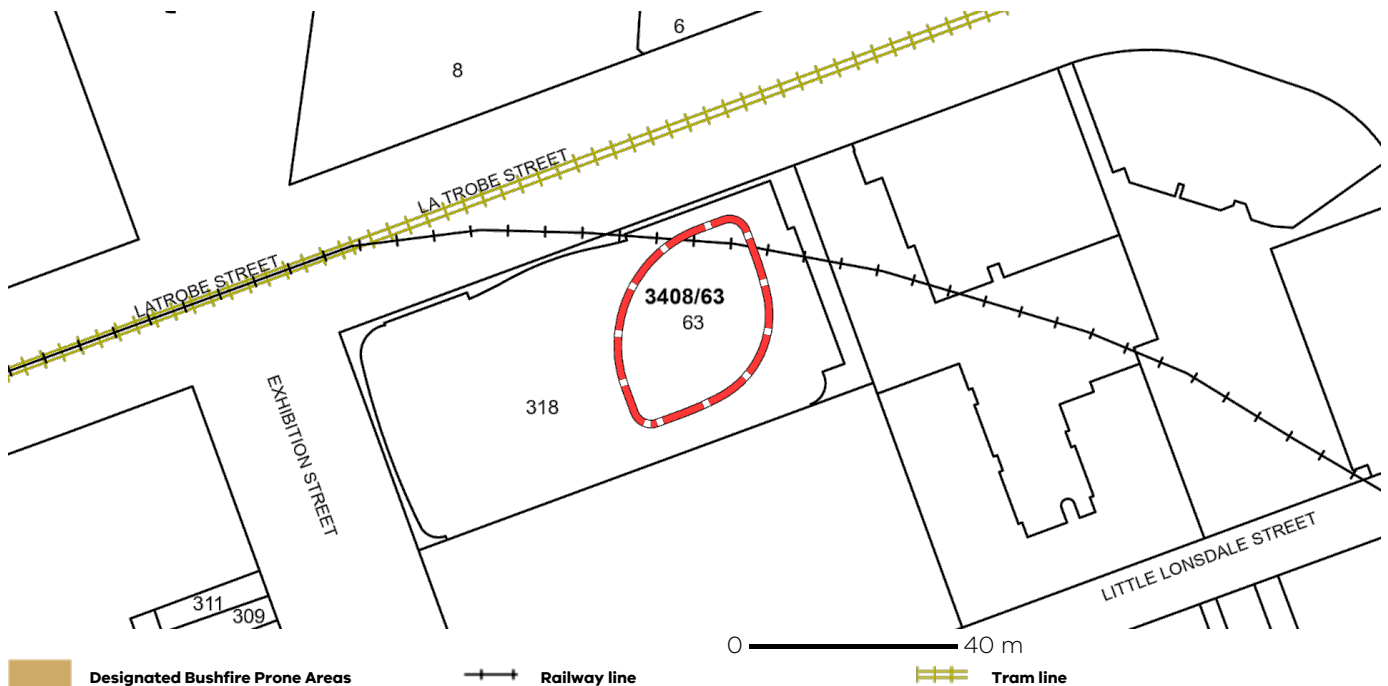 6
8
LA TROBE STREET
LATROBE STREET
3408/63
63
318
EXHIBITION STREET
LITTLE LONSDALE STREET
311
309
0 40 m
Designated Bushfire Prone Areas Railway line Tram line